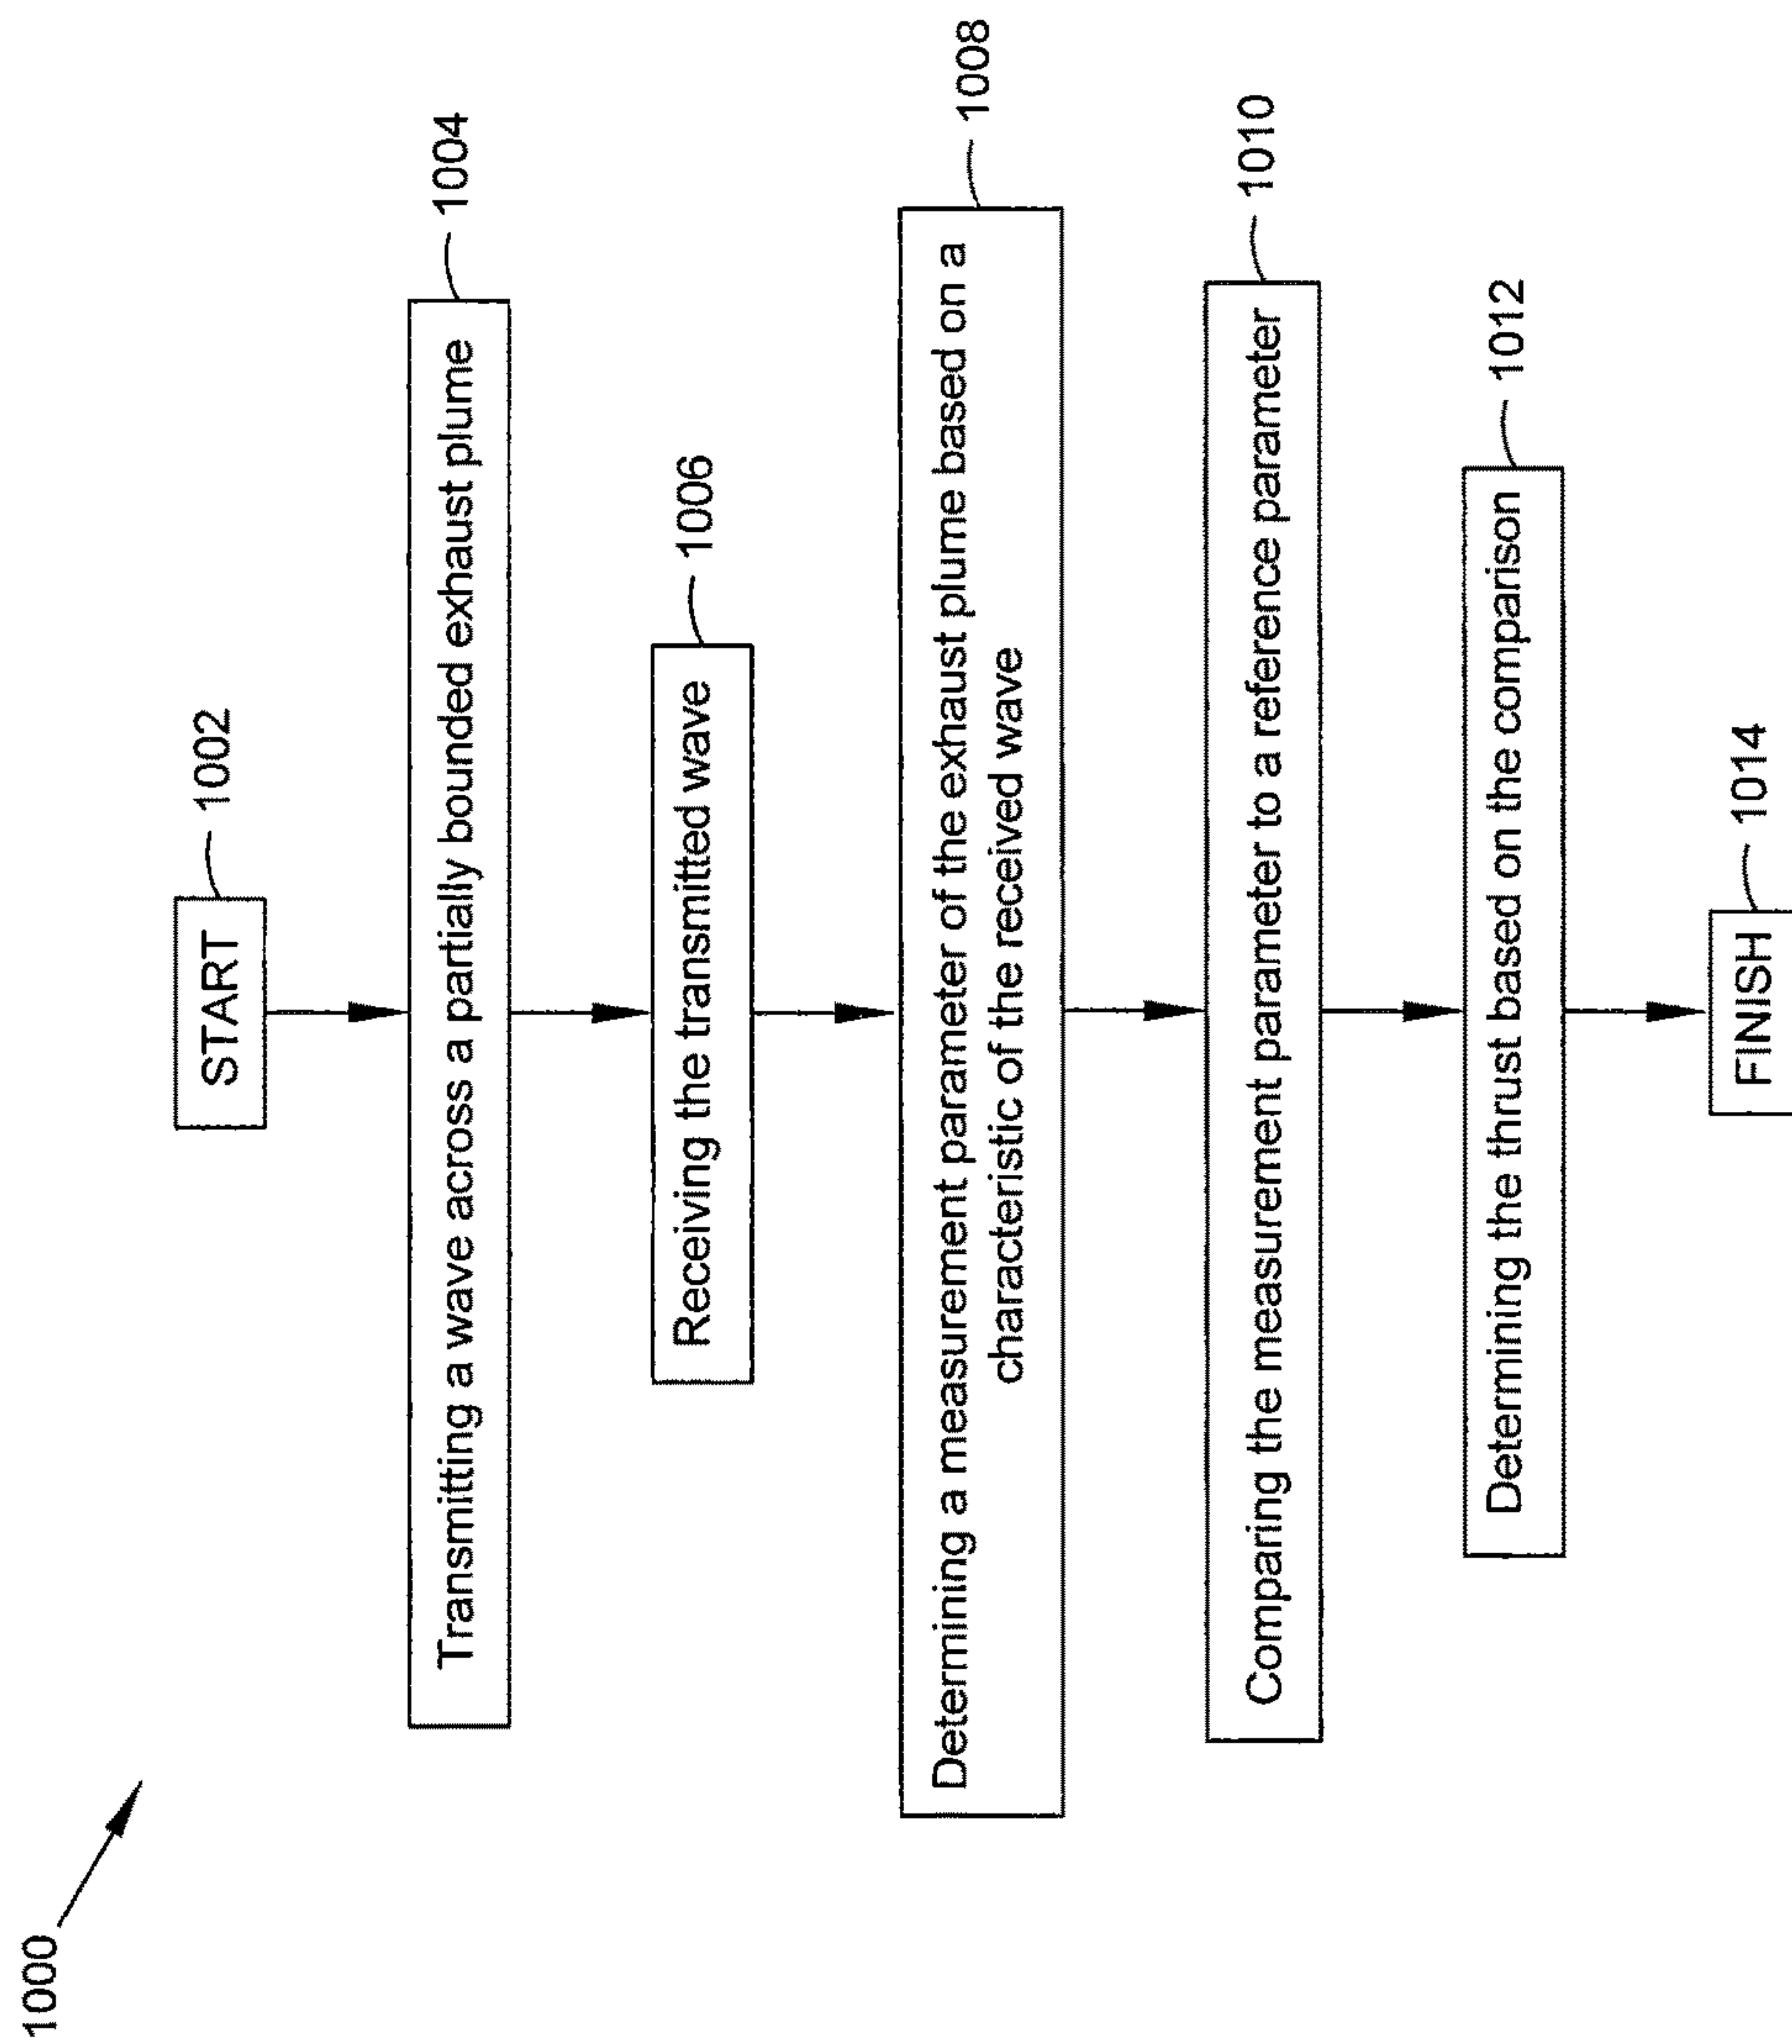 1000
START
1002
Transmitting a wave across a partially bounded exhaust plume
1004
Receiving the transmitted wave
1006
Determining a measurement parameter of the exhaust plume based on a
characteristic of the received wave
1008
Comparing the measurement parameter to a reference parameter
1010
Determining the thrust based on the comparison
1012
FINISH
1014